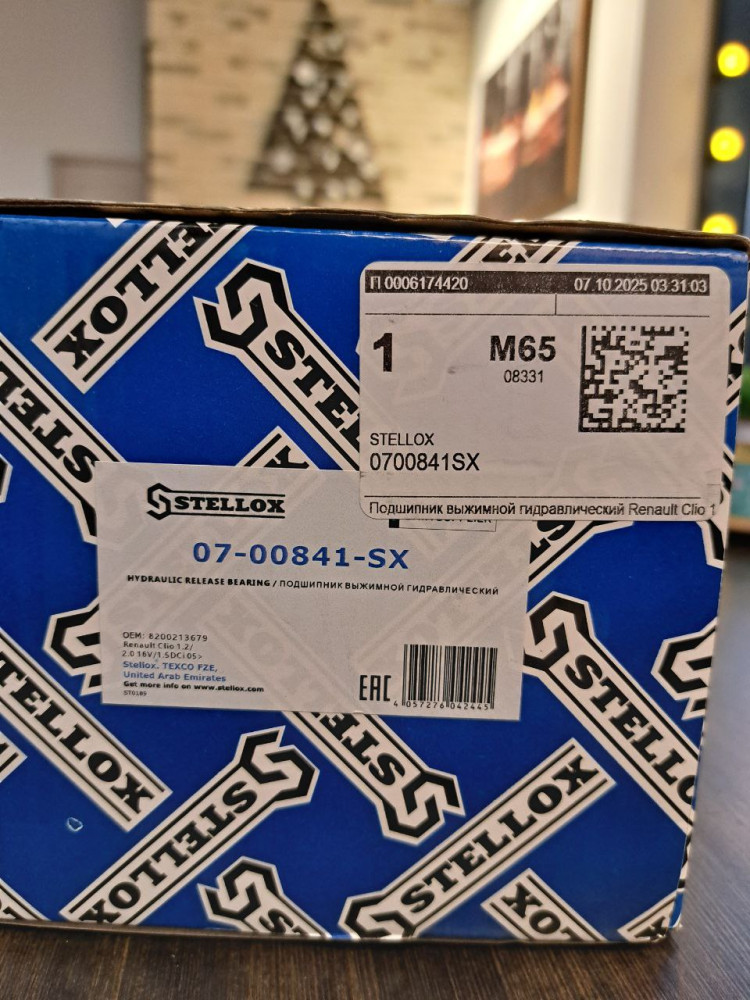 П 0006174420 07.10.2025 03:31:03
1 M65
08331
STELLOX
0700841SX
Подшипник выжимной гидравлический Renault Clio 1
STELLOX
07-00841-SX
HYDRAULIC RELEASE BEARING / ПОДШИПНИК ВЫЖИМНОЙ ГИДРАВЛИЧЕСКИЙ
OEM: 8200213679
Renault Clio 1.2/
2.0 16V/1.5DCi 05>
Stellox, TEXCO FZE,
United Arab Emirates
Get more info on www.stellox.com
EAC
4 057276 042445
STELLOX
STELLOX
STELLOX
STELLOX
STELLOX